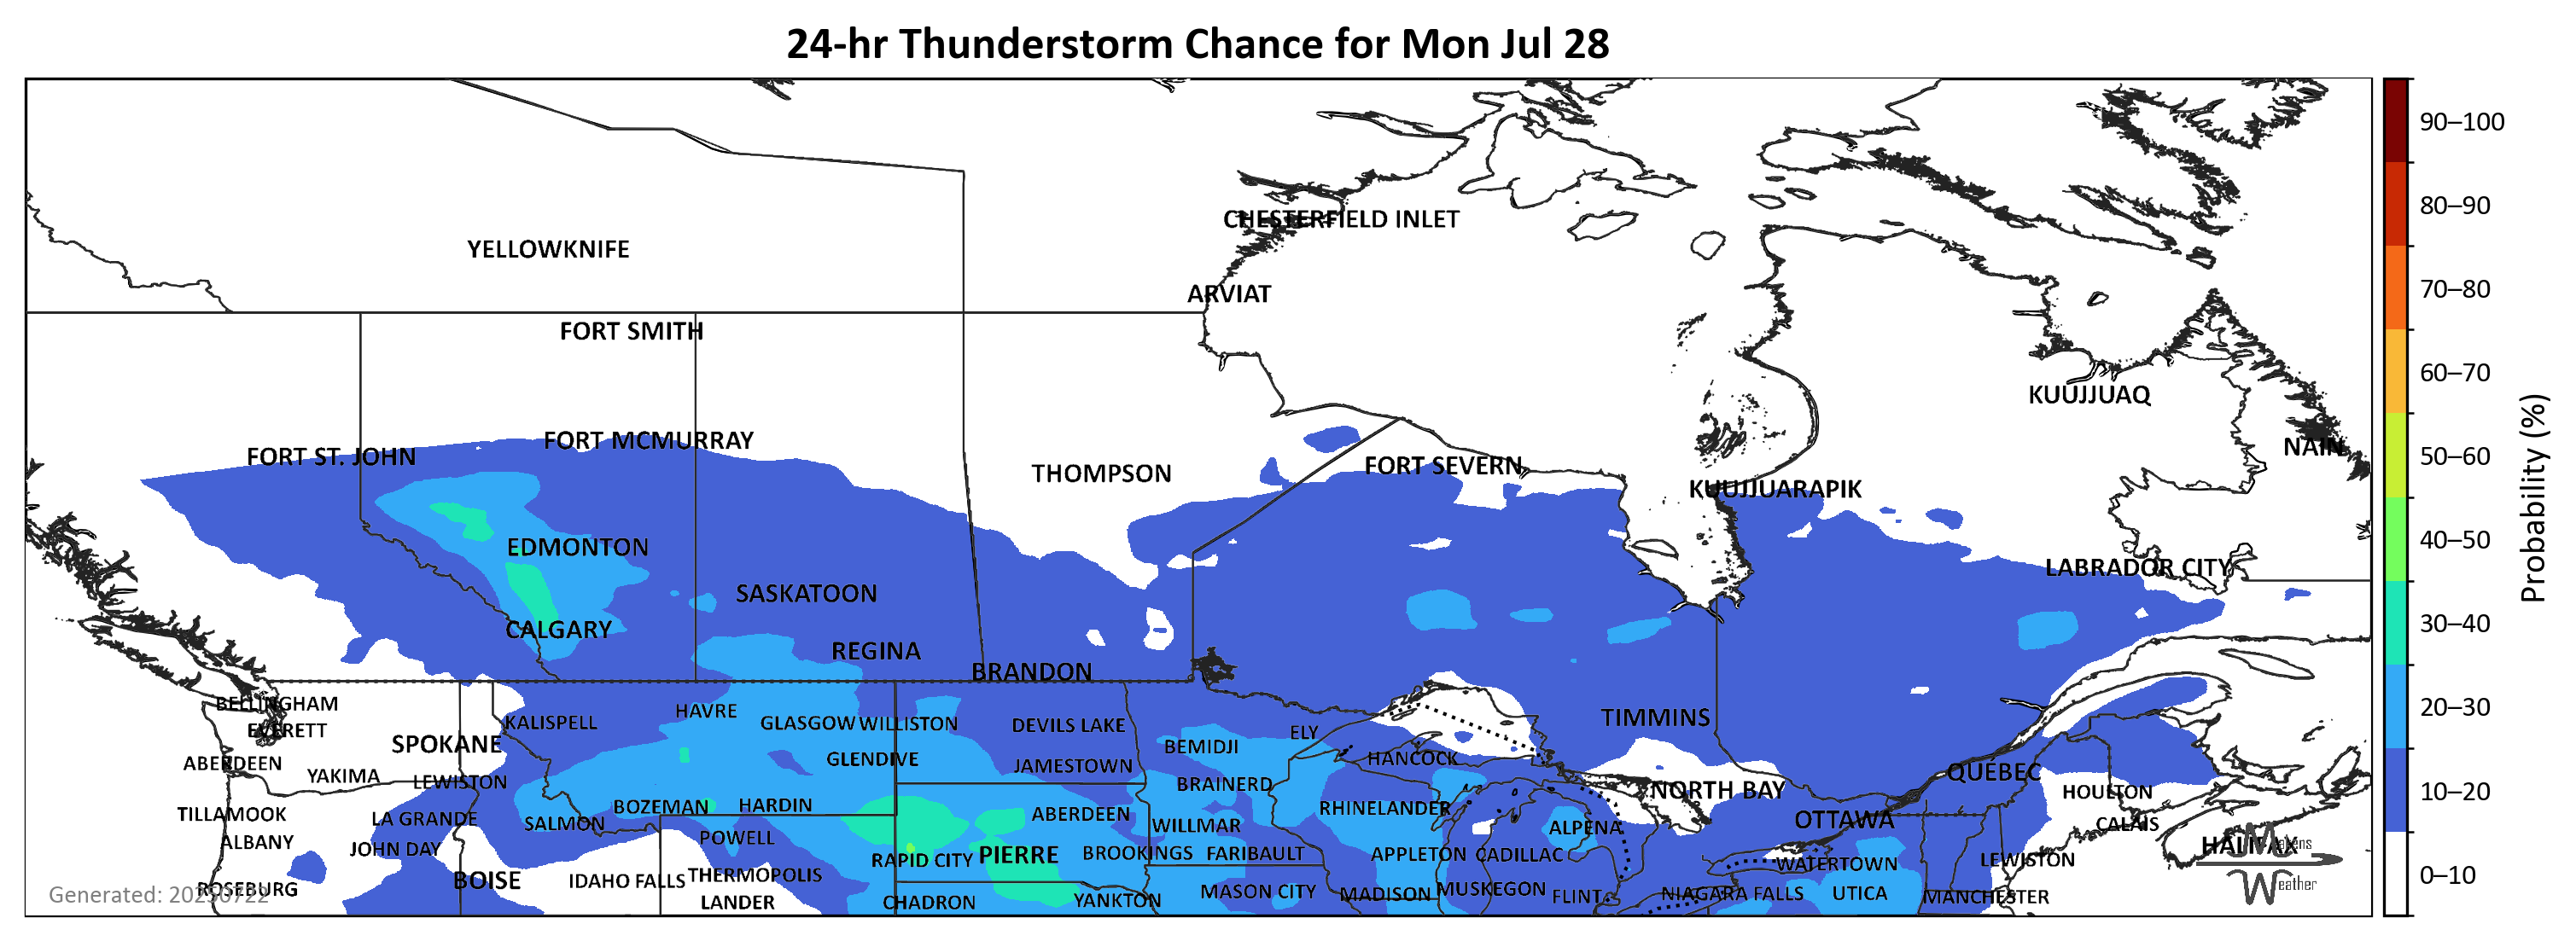 24-hr Thunderstorm Chance for Mon Jul 28
90–100
80–90
CHESTERFIELD INLET
YELLOWKNIFE
70–80
ARVIAT
FORT SMITH
60–70
KUUJJUAQ
FORT MCMURRAY
NAIN
FORT ST. JOHN
50–60
FORT SEVERN
THOMPSON
KUUJJUARAPIK
Probability (%)
40–50
EDMONTON
LABRADOR CITY
SASKATOON
30–40
CALGARY
REGINA
BRANDON
BELLINGHAM
20–30
HAVRE
TIMMINS
KALISPELL
GLASGOW
WILLISTON
DEVILS LAKE
EVERETT
ELY
SPOKANE
BEMIDJI
GLENDIVE
HANCOCK
ABERDEEN
JAMESTOWN
QUÉBEC
YAKIMA
LEWISTON
BRAINERD
NORTH BAY
HOULTON
10–20
BOZEMAN
HARDIN
RHINELANDER
TILLAMOOK
ABERDEEN
LA GRANDE
OTTAWA
SALMON
WILLMAR
ALPENA
CALAIS
POWELL
ALBANY
HALIFAX
Makens
Weather
JOHN DAY
BROOKINGS
FARIBAULT
APPLETON
CADILLAC
PIERRE
RAPID CITY
LEWISTON
WATERTOWN
THERMOPOLIS
0–10
BOISE
IDAHO FALLS
ROSEBURG
MUSKEGON
MASON CITY
MADISON
NIAGARA FALLS
UTICA
FLINT
MANCHESTER
LANDER
CHADRON
YANKTON
Generated: 20250722